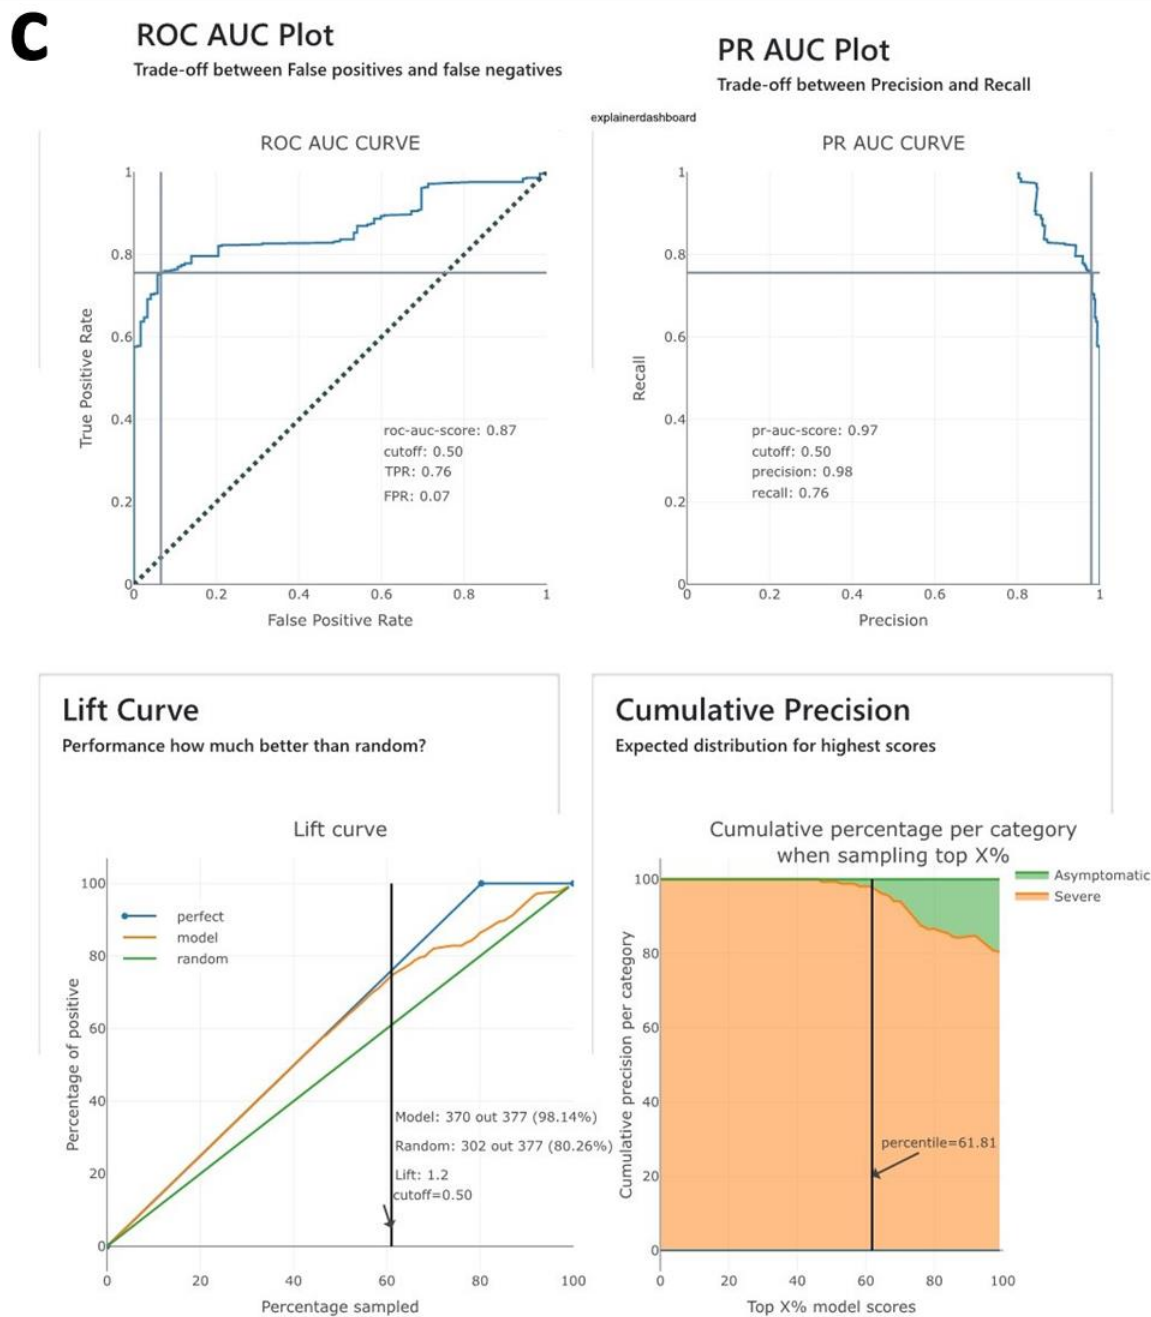 C
ROC AUC Plot
Trade-off between False positives and false negatives
ROC AUC CURVE
1
0.8
0.6
0.4
0.2
0
True Positive Rate
roc-auc-score: 0.87
cutoff: 0.50
TPR: 0.76
FPR: 0.07
0
0.2
0.4
0.6
0.8
1
False Positive Rate
PR AUC Plot
Trade-off between Precision and Recall
explainerdashboard
PR AUC CURVE
1
0.8
0.6
0.4
0.2
0
Recall
pr-auc-score: 0.97
cutoff: 0.50
precision: 0.98
recall: 0.76
0
0.2
0.4
0.6
0.8
1
Precision
Lift Curve
Performance how much better than random?
Lift curve
100
80
60
40
20
0
Percentage of positive
perfect
model
random
Model: 370 out 377 (98.14%)
Random: 302 out 377 (80.26%)
Lift: 1.2
cutoff=0.50
0
20
40
60
80
100
Percentage sampled
Cumulative Precision
Expected distribution for highest scores
Cumulative percentage per category
when sampling top X%
Asymptomatic
Severe
100
80
60
40
20
0
Cumulative precision per category
percentile=61.81
0
20
40
60
80
100
Top X% model scores